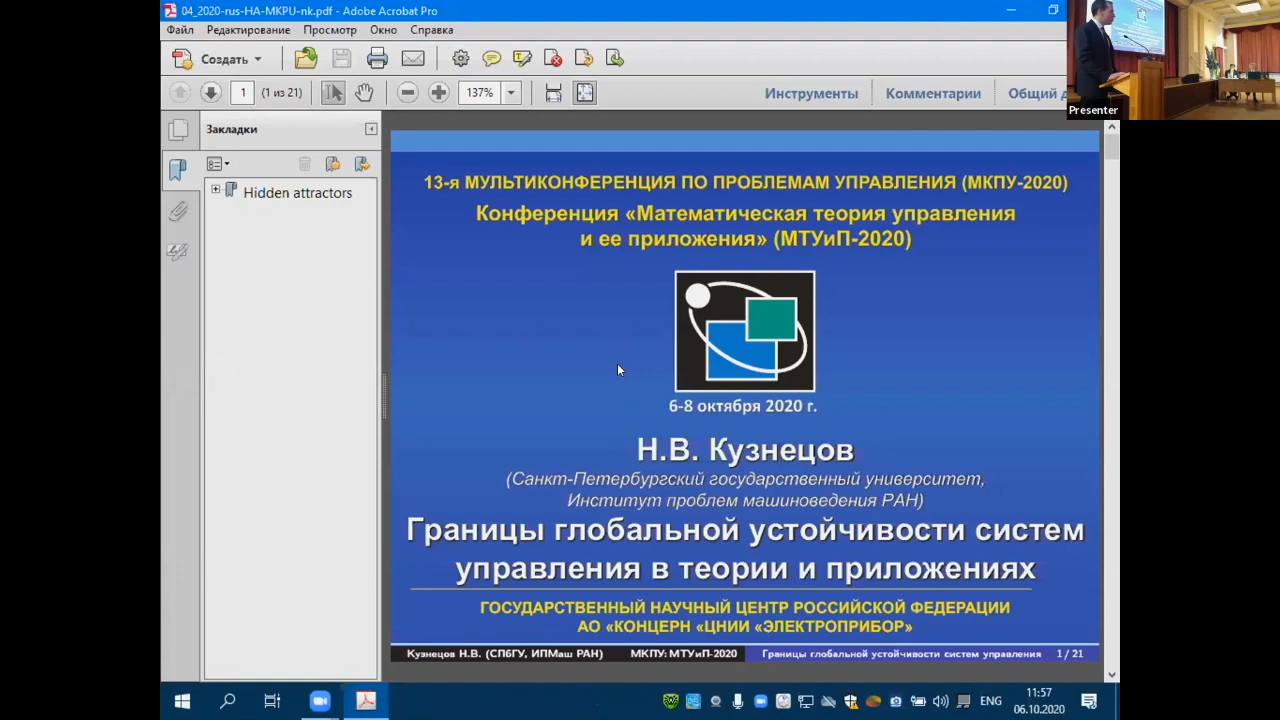 04_2020-rus-HA-MKPU-nk.pdf - Adobe Acrobat Pro
Файл Редактирование Просмотр Окно Справка
Создать
1 (1 из 21) 137% Инструменты Комментарии Общий
Presenter
Закладки
Hidden attractors
13-я МУЛЬТИКОНФЕРЕНЦИЯ ПО ПРОБЛЕМАМ УПРАВЛЕНИЯ (МКПУ-2020)
Конференция «Математическая теория управления
и ее приложения» (МТУиП-2020)
6-8 октября 2020 г.
Н.В. Кузнецов
(Санкт-Петербургский государственный университет,
Институт проблем машиноведения РАН)
Границы глобальной устойчивости систем
управления в теории и приложениях
ГОСУДАРСТВЕННЫЙ НАУЧНЫЙ ЦЕНТР РОССИЙСКОЙ ФЕДЕРАЦИИ
АО «КОНЦЕРН «ЦНИИ «ЭЛЕКТРОПРИБОР»
Кузнецов Н.В. (СПбГУ, ИПМаш РАН) МКПУ: МТУиП-2020 Границы глобальной устойчивости систем управления 1 / 21
ENG 11:57
06.10.2020